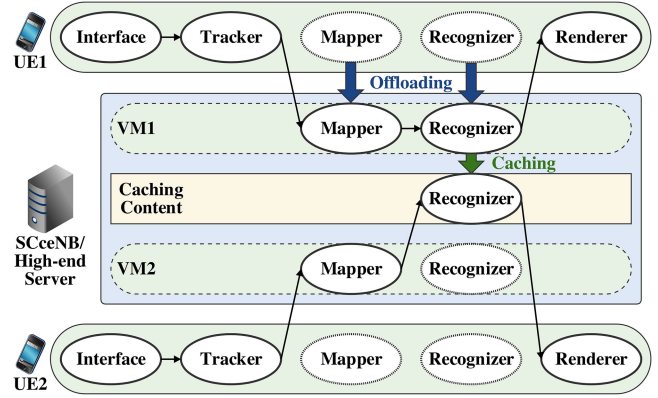 Interface Tracker Mapper Recognizer Renderer
UE1
Offloading
VM1 Mapper Recognizer
Caching
Caching
Content
Recognizer
SCceNB/
High-end
Server
VM2 Mapper Recognizer
Interface Tracker Mapper Recognizer Renderer
UE2